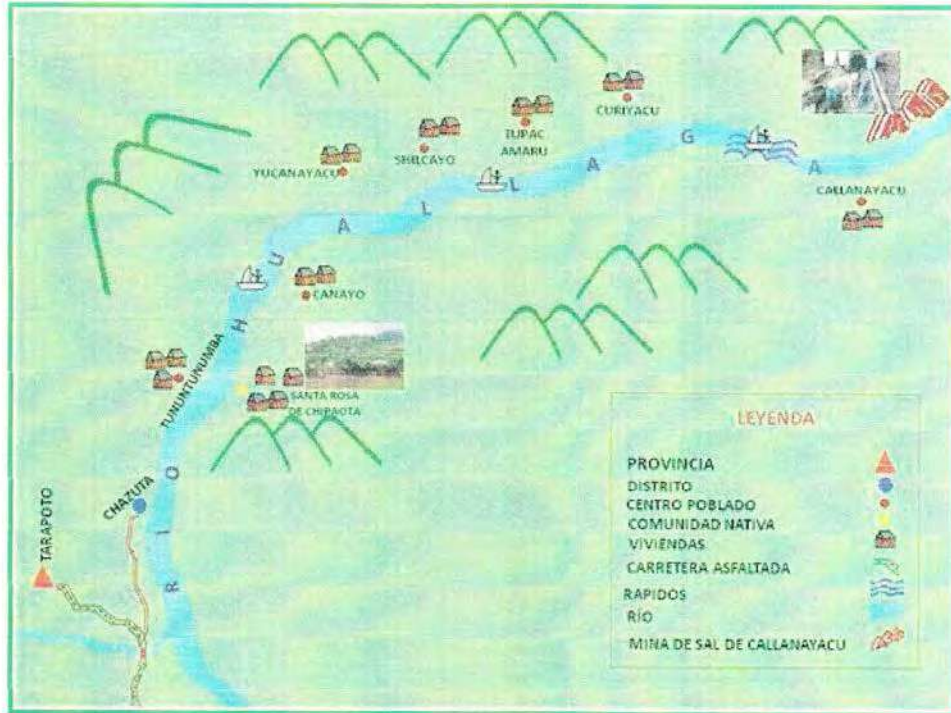 CURIYACU
TUPAC
AMARU
SHILCAYO
YUCANAYACU
CALLANAYACU
CANAYO
TUNUNTUNUMBA
SANTA ROSA
DE CHIPAOTA
CHAZUTA
TARAPOTO
RÍO HUALLAGA
LEYENDA
PROVINCIA
DISTRITO
CENTRO POBLADO
COMUNIDAD NATIVA
VIVIENDAS
CARRETERA ASFALTADA
RAPIDOS
RÍO
MINA DE SAL DE CALLANAYACU